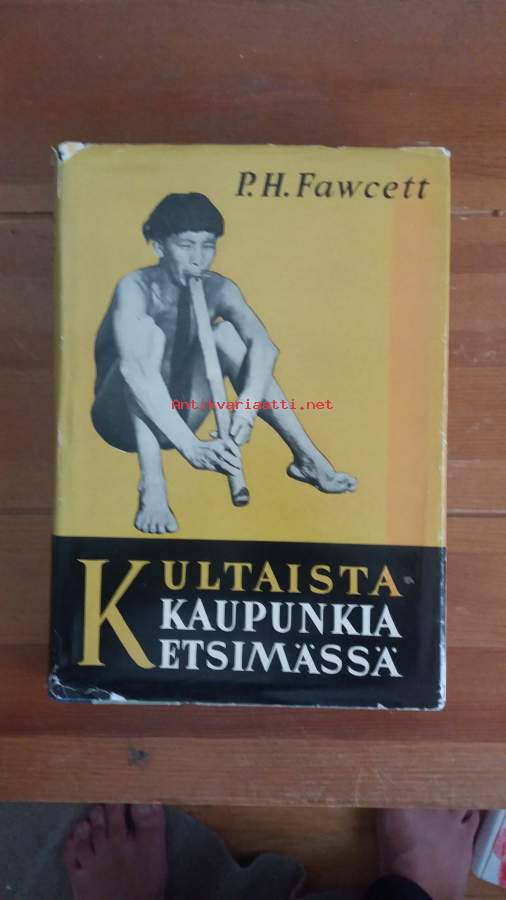 P.H. Fawcett
Antikvariaatti.net
KULTAISTA
KAUPUNKIA
ETSIMÄSSÄ